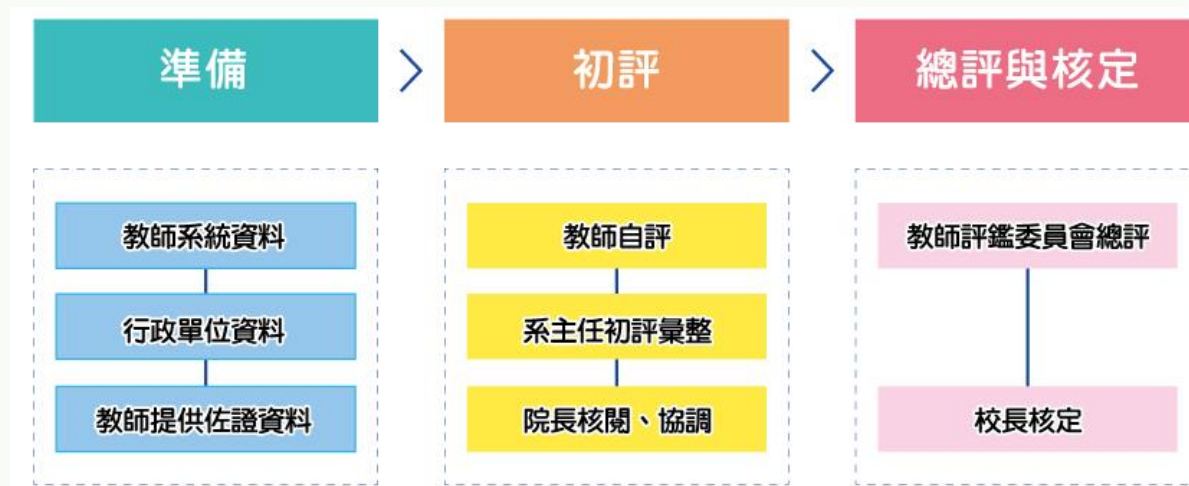 準備
初評
總評與核定
教師系統資料
行政單位資料
教師提供佐證資料
教師自評
系主任初評彙整
院長核閱、協調
教師評鑑委員會總評
校長核定